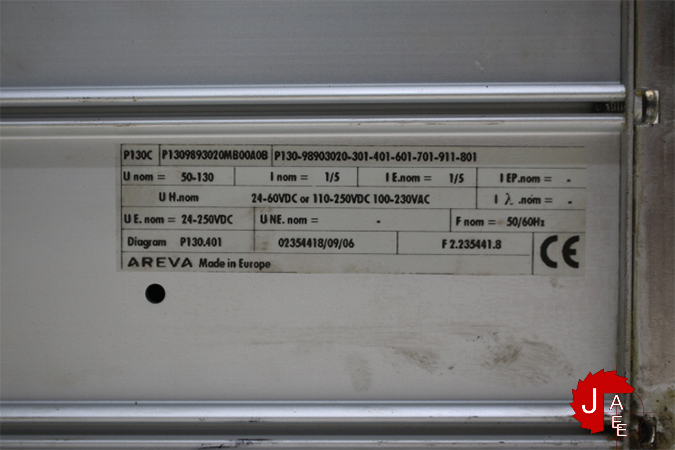 P130C P1309893020MB00A0B P130-98903020-301-401-601-701-911-801
U nom = 50-130 I nom = 1/5 I E.nom = 1/5 I EP.nom = -
U H.nom 24-60VDC or 110-250VDC 100-230VAC I λ .nom = -
U E. nom = 24-250VDC U NE. nom = - F nom = 50/60Hz
Diagram P130.401 02354418/09/06 F 2.235441.8
CE
AREVA Made in Europe
J
A
E
E